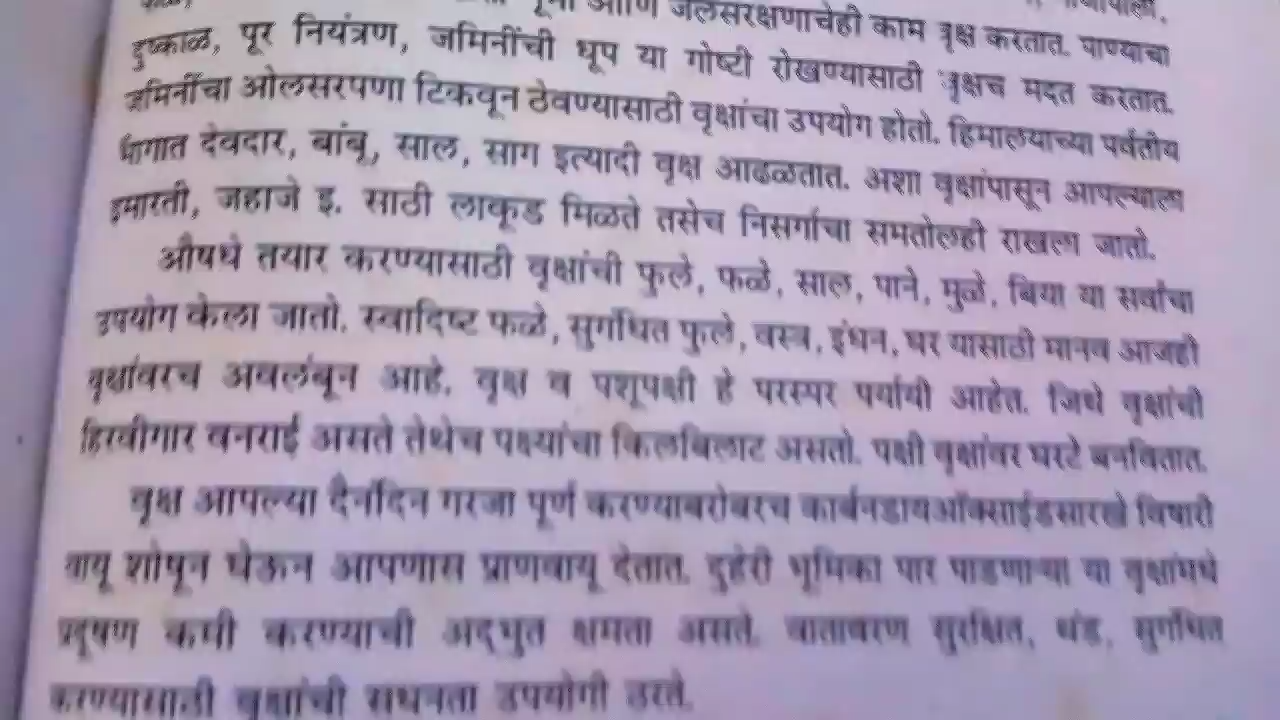 आणि जलसंरक्षणाचेही काम वृक्ष करतात. पाण्याचा
दुष्काळ, पूर नियंत्रण, जमिनींची धूप या गोष्टी रोखण्यासाठी वृक्षच मदत करतात.
जमिनींचा ओलसरपणा टिकवून ठेवण्यासाठी वृक्षांचा उपयोग होतो. हिमालयाच्या पर्वतीय
भागात देवदार, बांबू, साल, साग इत्यादी वृक्ष आढळतात. अशा वृक्षांपासून आपल्याला
इमारती, जहाजे इ. साठी लाकूड मिळते तसेच निसर्गाचा समतोलही राखला जातो.
औषधे तयार करण्यासाठी वृक्षांची फुले, फळे, साल, पाने, मुळे, बिया या सर्वांचा
उपयोग केला जातो. स्वादिष्ट फळे, सुगंधित फुले, वस्त्र, इंधन, घर यासाठी मानव आजही
वृक्षांवरच अवलंबून आहे. वृक्ष व पशूपक्षी हे परस्पर पर्यायी आहेत. जिथे वृक्षांची
हिरवीगार वनराई असते तेथेच पक्ष्यांचा किलबिलाट असतो. पक्षी वृक्षांवर घरटे बनवितात.
वृक्ष आपल्या दैनंदिन गरजा पूर्ण करण्याबरोबरच कार्बनडायऑक्साईडसारखे विषारी
वायू शोषून घेऊन आपणास प्राणवायू देतात. दुहेरी भूमिका पार पाडणाऱ्या या वृक्षांमधे
प्रदूषण कमी करण्याची अद्भुत क्षमता असते. वातावरण सुरक्षित, थंड, सुगंधित
करण्यासाठी वृक्षांची सघनता उपयोगी ठरते.